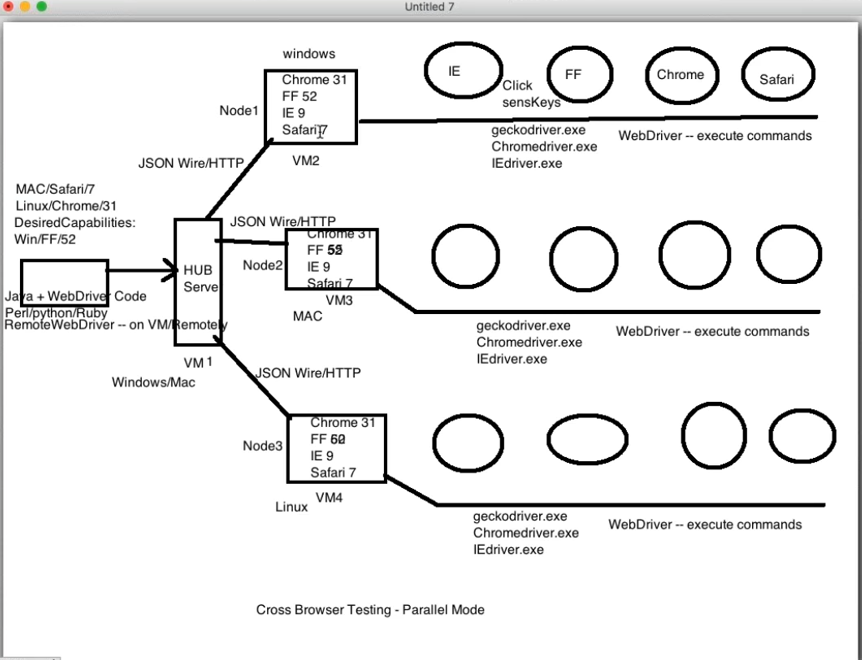 Untitled 7
windows
Chrome 31
FF 52
IE 9
Safari 7
Node1
VM2
IE
FF
Chrome
Safari
Click
sensKeys
geckodriver.exe
Chromedriver.exe
IEdriver.exe
WebDriver -- execute commands
JSON Wire/HTTP
MAC/Safari/7
Linux/Chrome/31
DesiredCapabilities:
Win/FF/52
JSON Wire/HTTP
Chrome 31
FF
IE 9
Safari 7
Node2
VM3
MAC
HUB
Serve
Java + WebDriver Code
Perl/python/Ruby
RemoteWebDriver -- on VM/Remotely
geckodriver.exe
Chromedriver.exe
IEdriver.exe
WebDriver -- execute commands
VM 1
Windows/Mac
JSON Wire/HTTP
Chrome 31
FF
IE 9
Safari 7
Node3
VM4
Linux
geckodriver.exe
Chromedriver.exe
IEdriver.exe
WebDriver -- execute commands
Cross Browser Testing - Parallel Mode